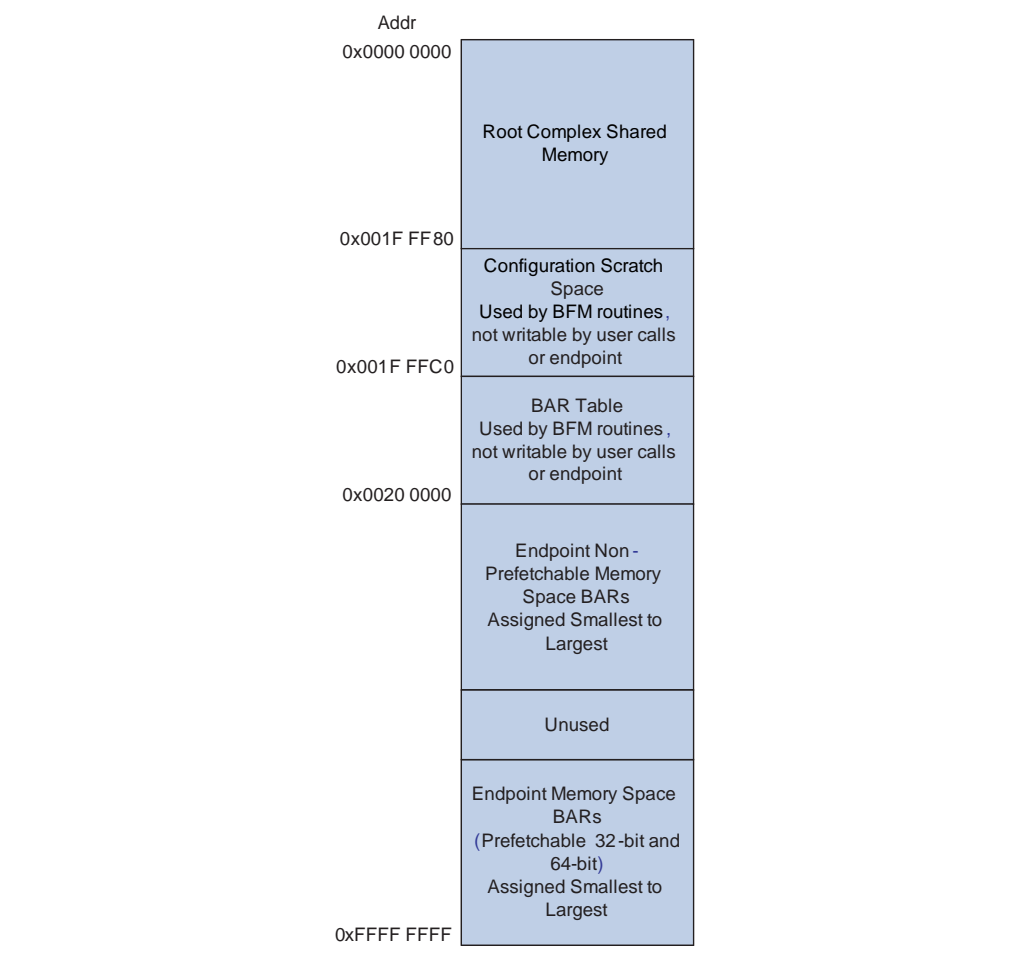 Addr
0x0000 0000
Root Complex Shared
Memory
0x001F FF80
Configuration Scratch
Space
Used by BFM routines,
not writable by user calls
or endpoint
0x001F FFC0
BAR Table
Used by BFM routines,
not writable by user calls
or endpoint
0x0020 0000
Endpoint Non-
Prefetchable Memory
Space BARs
Assigned Smallest to
Largest
Unused
Endpoint Memory Space
BARs
(Prefetchable 32-bit and
64-bit)
Assigned Smallest to
Largest
0xFFFF FFFF